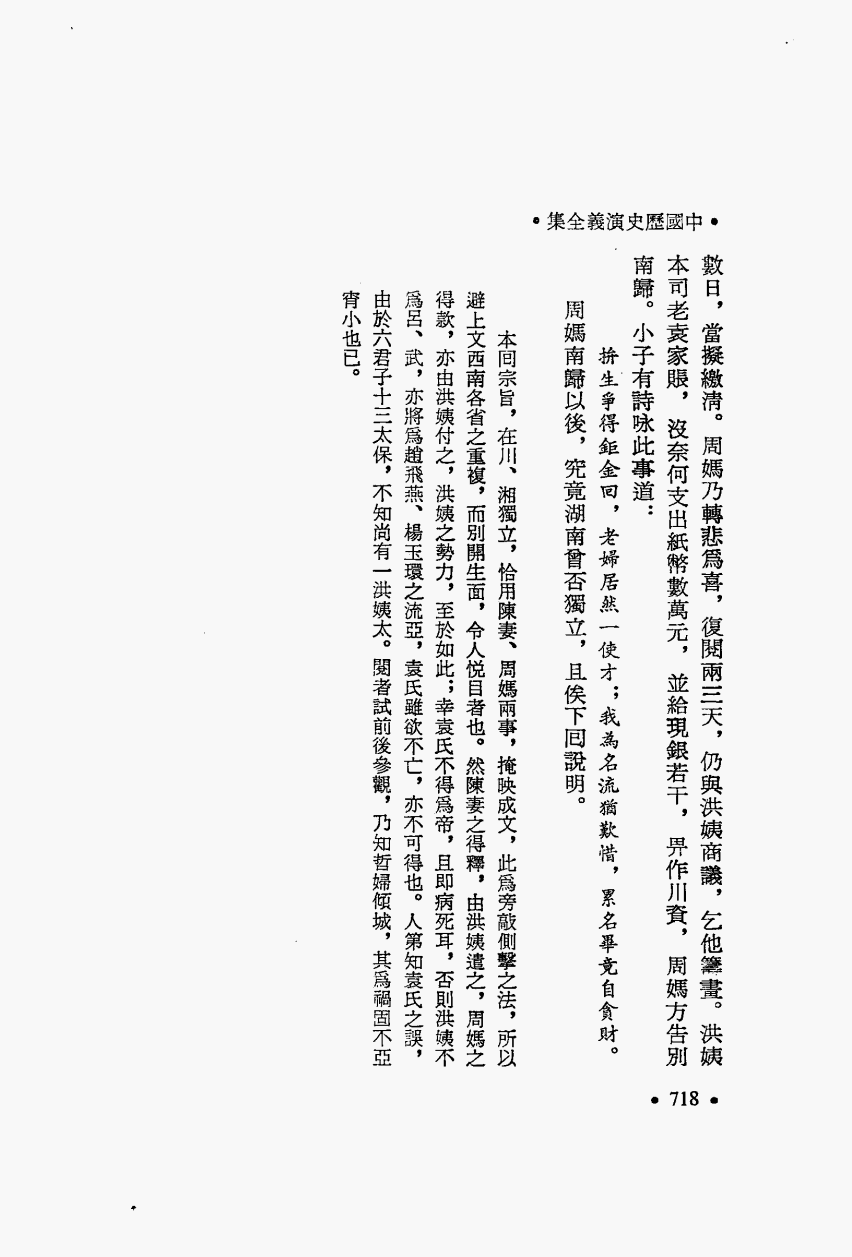 •中國歷史演義全集•
數日，當擬繳淸。周媽乃轉悲爲喜，復閱兩三天，仍與洪姨商議，乞他籌畫。洪姨
本司老袁家賬，沒奈何支出紙幣數萬元，並給現銀若干，畀作川資，周媽方告別
南歸。小子有詩咏此事道：
拚生爭得鉅金回，老婦居然一使才；我為名流猶歎惜，累名畢竟自貪財。
周媽南歸以後，究竟湖南曾否獨立，且俟下囘說明。
本囘宗旨，在川、湘獨立，恰用陳妻、周媽兩事，掩映成文，此爲旁敲側擊之法，所以
避上文西南各省之重複，而別開生面，令人悅目者也。然陳妻之得釋，由洪姨遣之，周媽之
得款，亦由洪姨付之，洪姨之勢力，至於如此；幸袁氏不得爲帝，且即病死耳，否則洪姨不
爲呂、武，亦將爲趙飛燕、楊玉環之流亞，袁氏雖欲不亡，亦不可得也。人第知袁氏之誤，
由於六君子十三太保，不知尚有一洪姨太。閱者試前後參觀，乃知哲婦傾城，其爲禍固不亞
宵小也已。
•718•